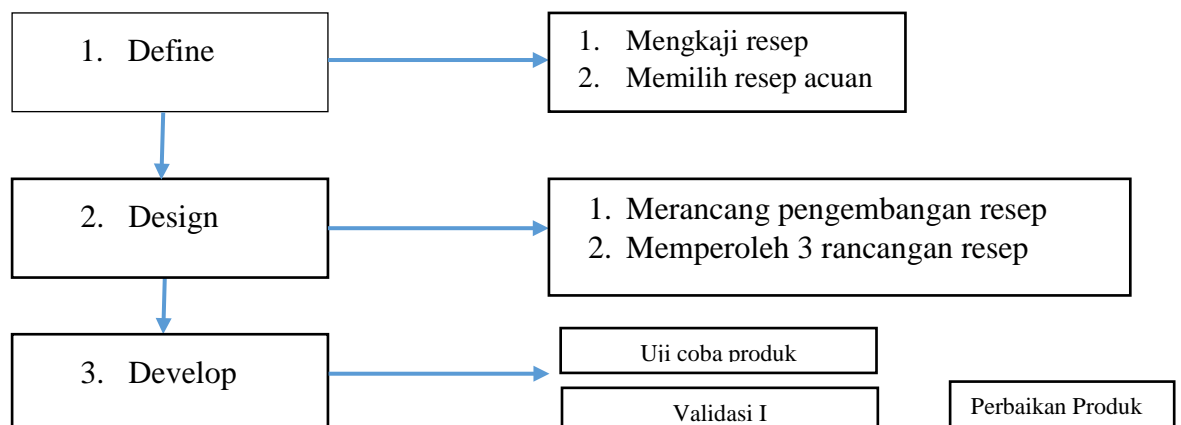 1. Define
1. Mengkaji resep
2. Memilih resep acuan
2. Design
1. Merancang pengembangan resep
2. Memperoleh 3 rancangan resep
3. Develop
Uji coba produk
Validasi I
Perbaikan Produk